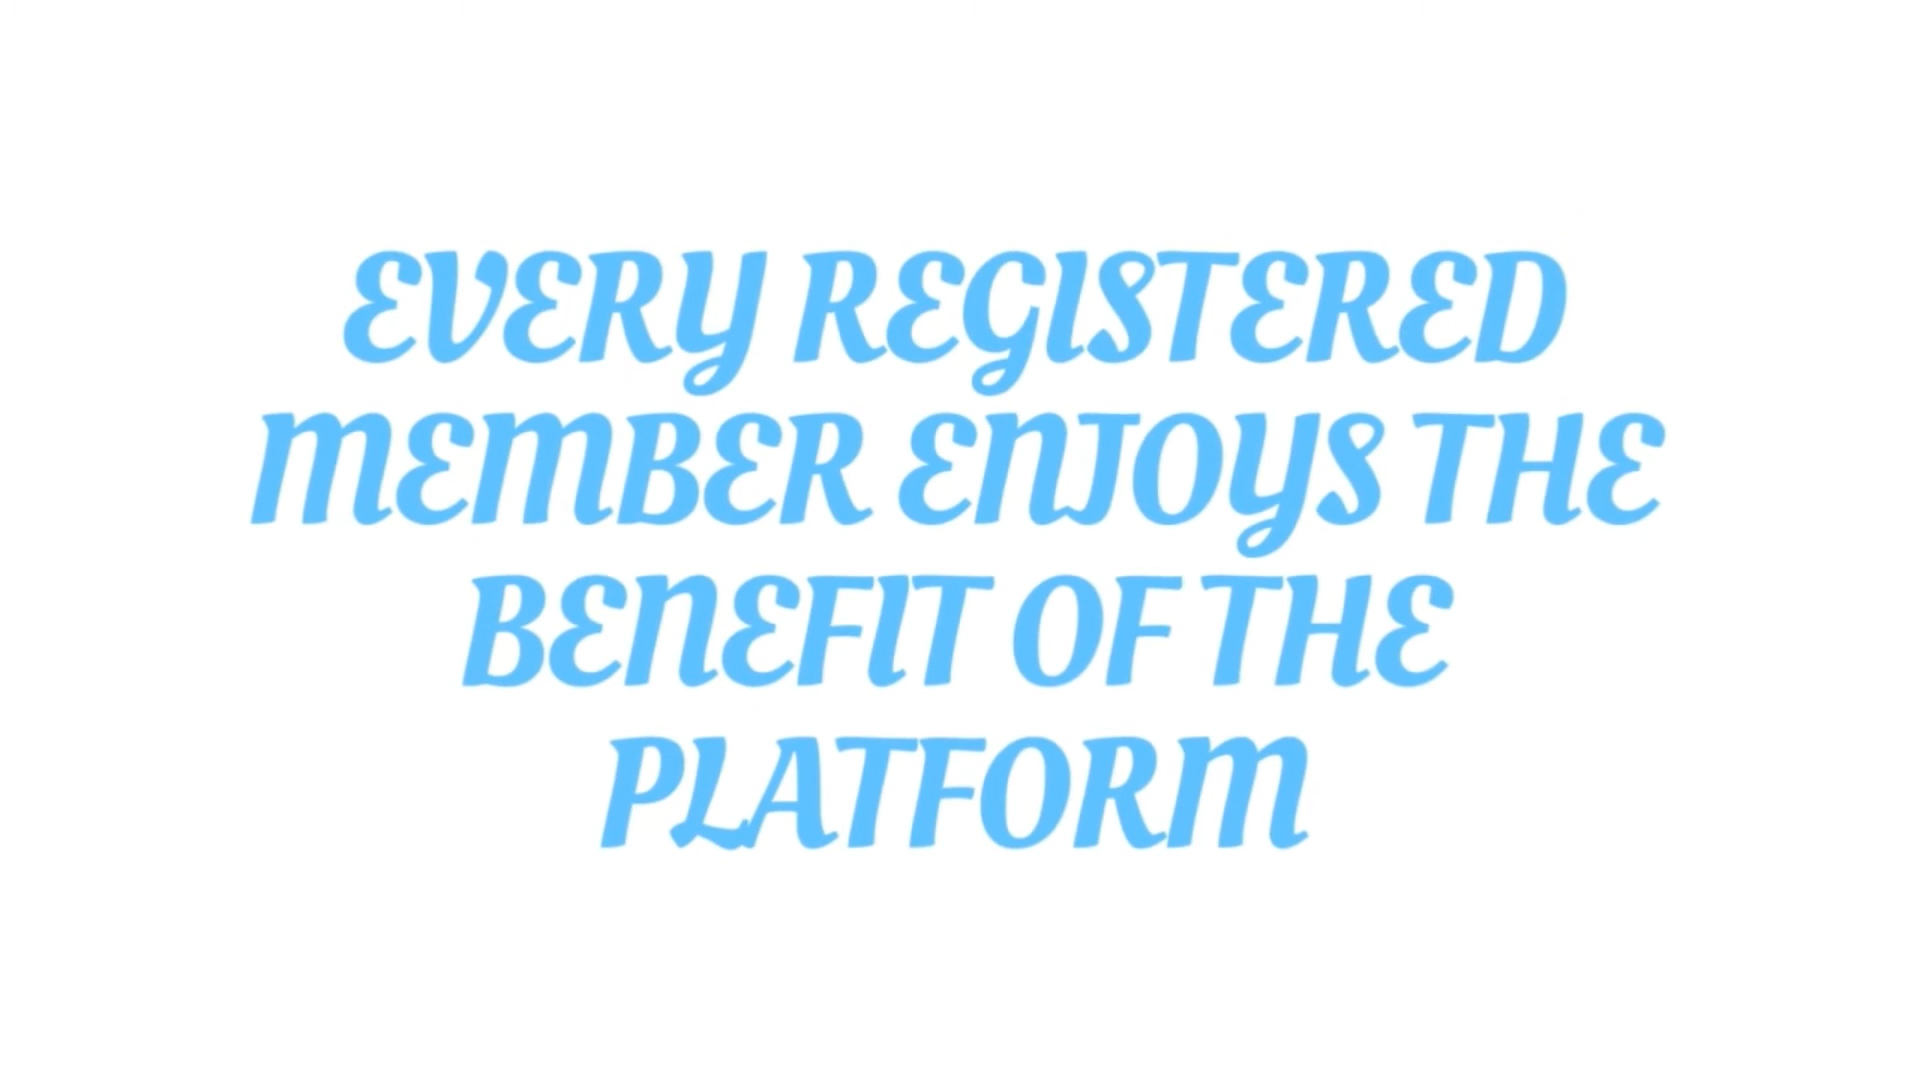 EVERY REGISTERED
MEMBER ENJOYS THE
BENEFIT OF THE
PLATFORM